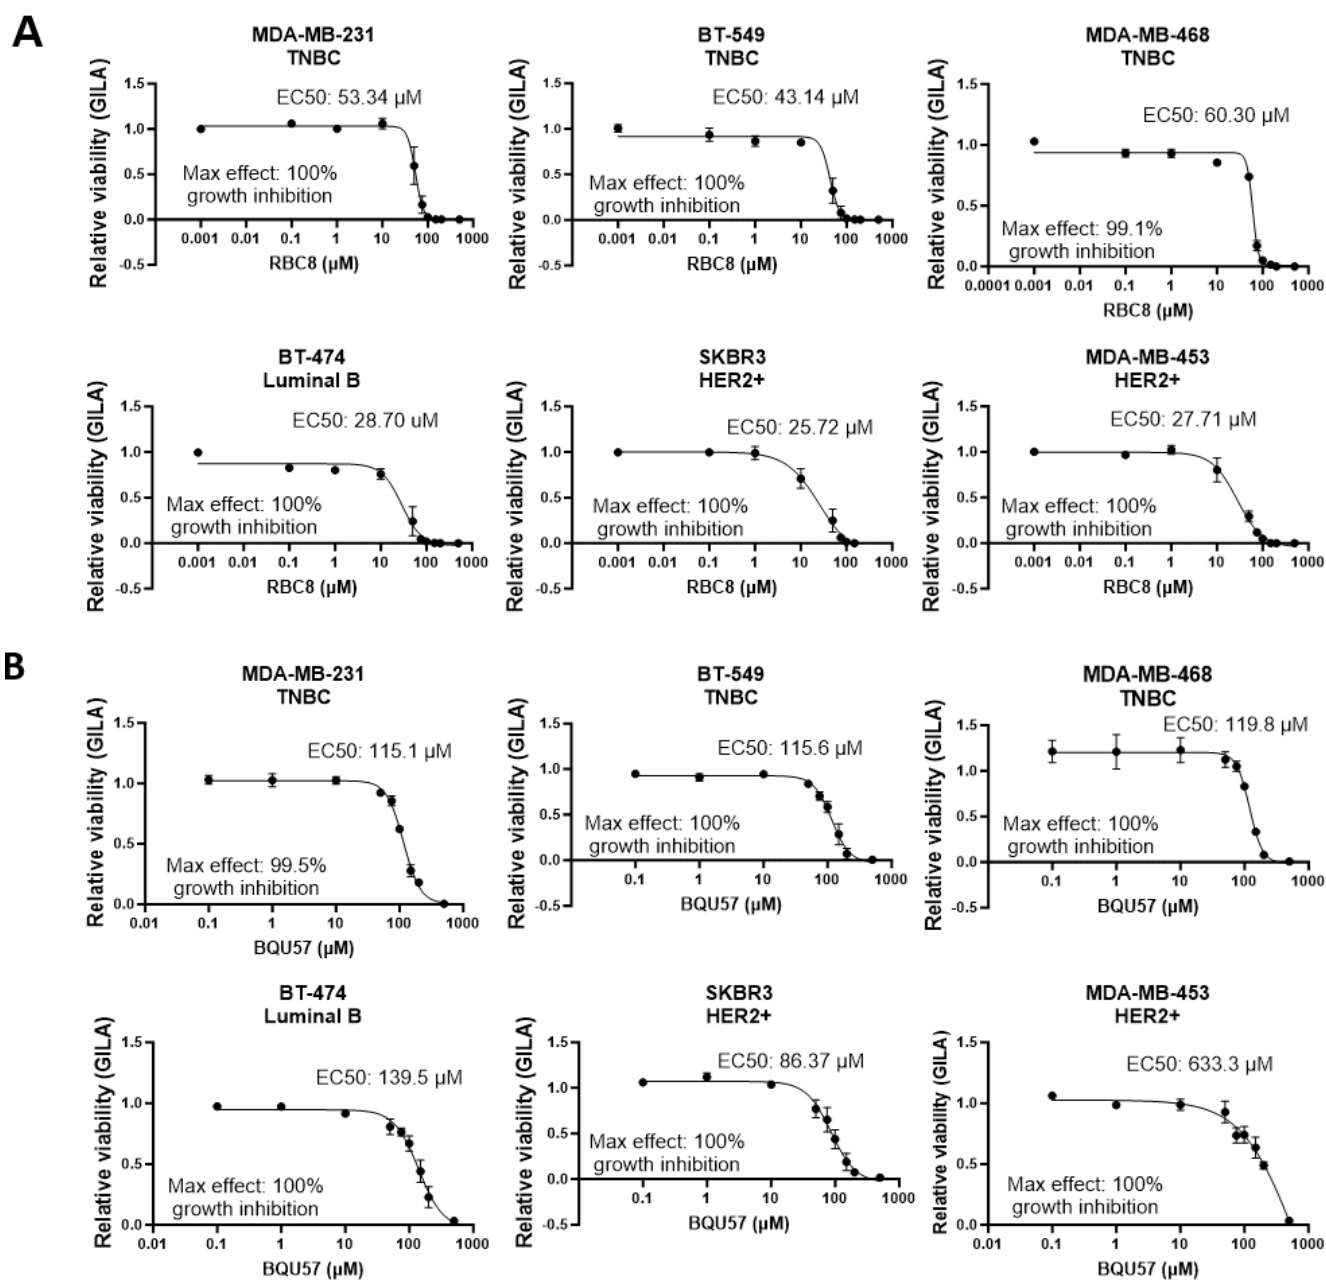 A
MDA-MB-231
TNBC
Relative viability (GILA)
1.5
1.0
0.5
0.0
-0.5
EC50: 53.34 µM
Max effect: 100%
growth inhibition
0.001 0.01 0.1 1 10 100 1000
RBC8 (µM)
BT-549
TNBC
Relative viability (GILA)
1.5
1.0
0.5
0.0
-0.5
EC50: 43.14 µM
Max effect: 100%
growth inhibition
0.001 0.01 0.1 1 10 100 1000
RBC8 (µM)
MDA-MB-468
TNBC
Relative viability (GILA)
1.5
1.0
0.5
0.0
EC50: 60.30 µM
Max effect: 99.1%
growth inhibition
0.0001 0.001 0.01 0.1 1 10 100 1000
RBC8 (µM)
BT-474
Luminal B
Relative viability (GILA)
1.5
1.0
0.5
0.0
-0.5
EC50: 28.70 uM
Max effect: 100%
growth inhibition
0.001 0.01 0.1 1 10 100 1000
RBC8 (µM)
SKBR3
HER2+
Relative viability (GILA)
1.5
1.0
0.5
0.0
-0.5
EC50: 25.72 µM
Max effect: 100%
growth inhibition
0.001 0.01 0.1 1 10 100 1000
RBC8 (µM)
MDA-MB-453
HER2+
Relative viability (GILA)
1.5
1.0
0.5
0.0
-0.5
EC50: 27.71 µM
Max effect: 100%
growth inhibition
0.001 0.01 0.1 1 10 100 1000
RBC8 (µM)
B
MDA-MB-231
TNBC
Relative viability (GILA)
1.5
1.0
0.5
0.0
EC50: 115.1 µM
Max effect: 99.5%
growth inhibition
0.01 0.1 1 10 100 1000
BQU57 (µM)
BT-549
TNBC
Relative viability (GILA)
1.5
1.0
0.5
0.0
-0.5
EC50: 115.6 µM
Max effect: 100%
growth inhibition
0.1 1 10 100 1000
BQU57 (µM)
MDA-MB-468
TNBC
Relative viability (GILA)
1.5
1.0
0.5
0.0
-0.5
EC50: 119.8 µM
Max effect: 100%
growth inhibition
0.1 1 10 100 1000
BQU57 (µM)
BT-474
Luminal B
Relative viability (GILA)
1.5
1.0
0.5
0.0
EC50: 139.5 µM
Max effect: 100%
growth inhibition
0.01 0.1 1 10 100 1000
BQU57 (µM)
SKBR3
HER2+
Relative viability (GILA)
1.5
1.0
0.5
0.0
-0.5
EC50: 86.37 µM
Max effect: 100%
growth inhibition
0.1 1 10 100 1000
BQU57 (µM)
MDA-MB-453
HER2+
Relative viability (GILA)
1.5
1.0
0.5
0.0
EC50: 633.3 µM
Max effect: 100%
growth inhibition
0.01 0.1 1 10 100 1000
BQU57 (µM)